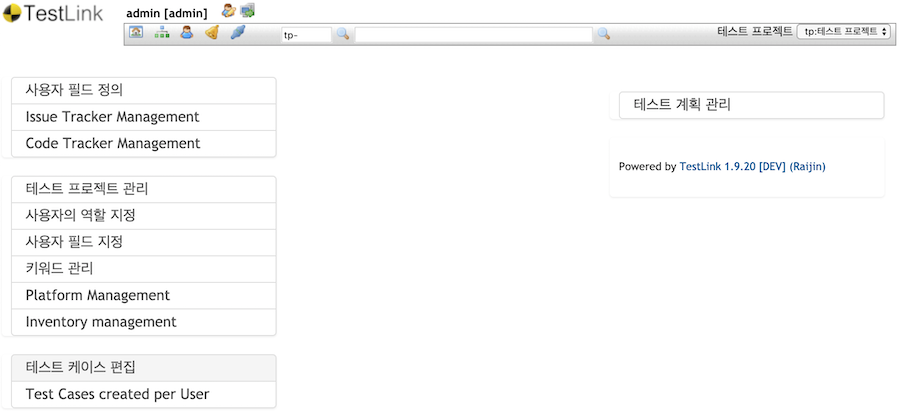 TestLink
admin [admin]
tp-
테스트 프로젝트 tp:테스트 프로젝트
사용자 필드 정의
Issue Tracker Management
Code Tracker Management
테스트 프로젝트 관리
사용자의 역할 지정
사용자 필드 지정
키워드 관리
Platform Management
Inventory management
테스트 케이스 편집
Test Cases created per User
테스트 계획 관리
Powered by TestLink 1.9.20 [DEV] (Raijin)